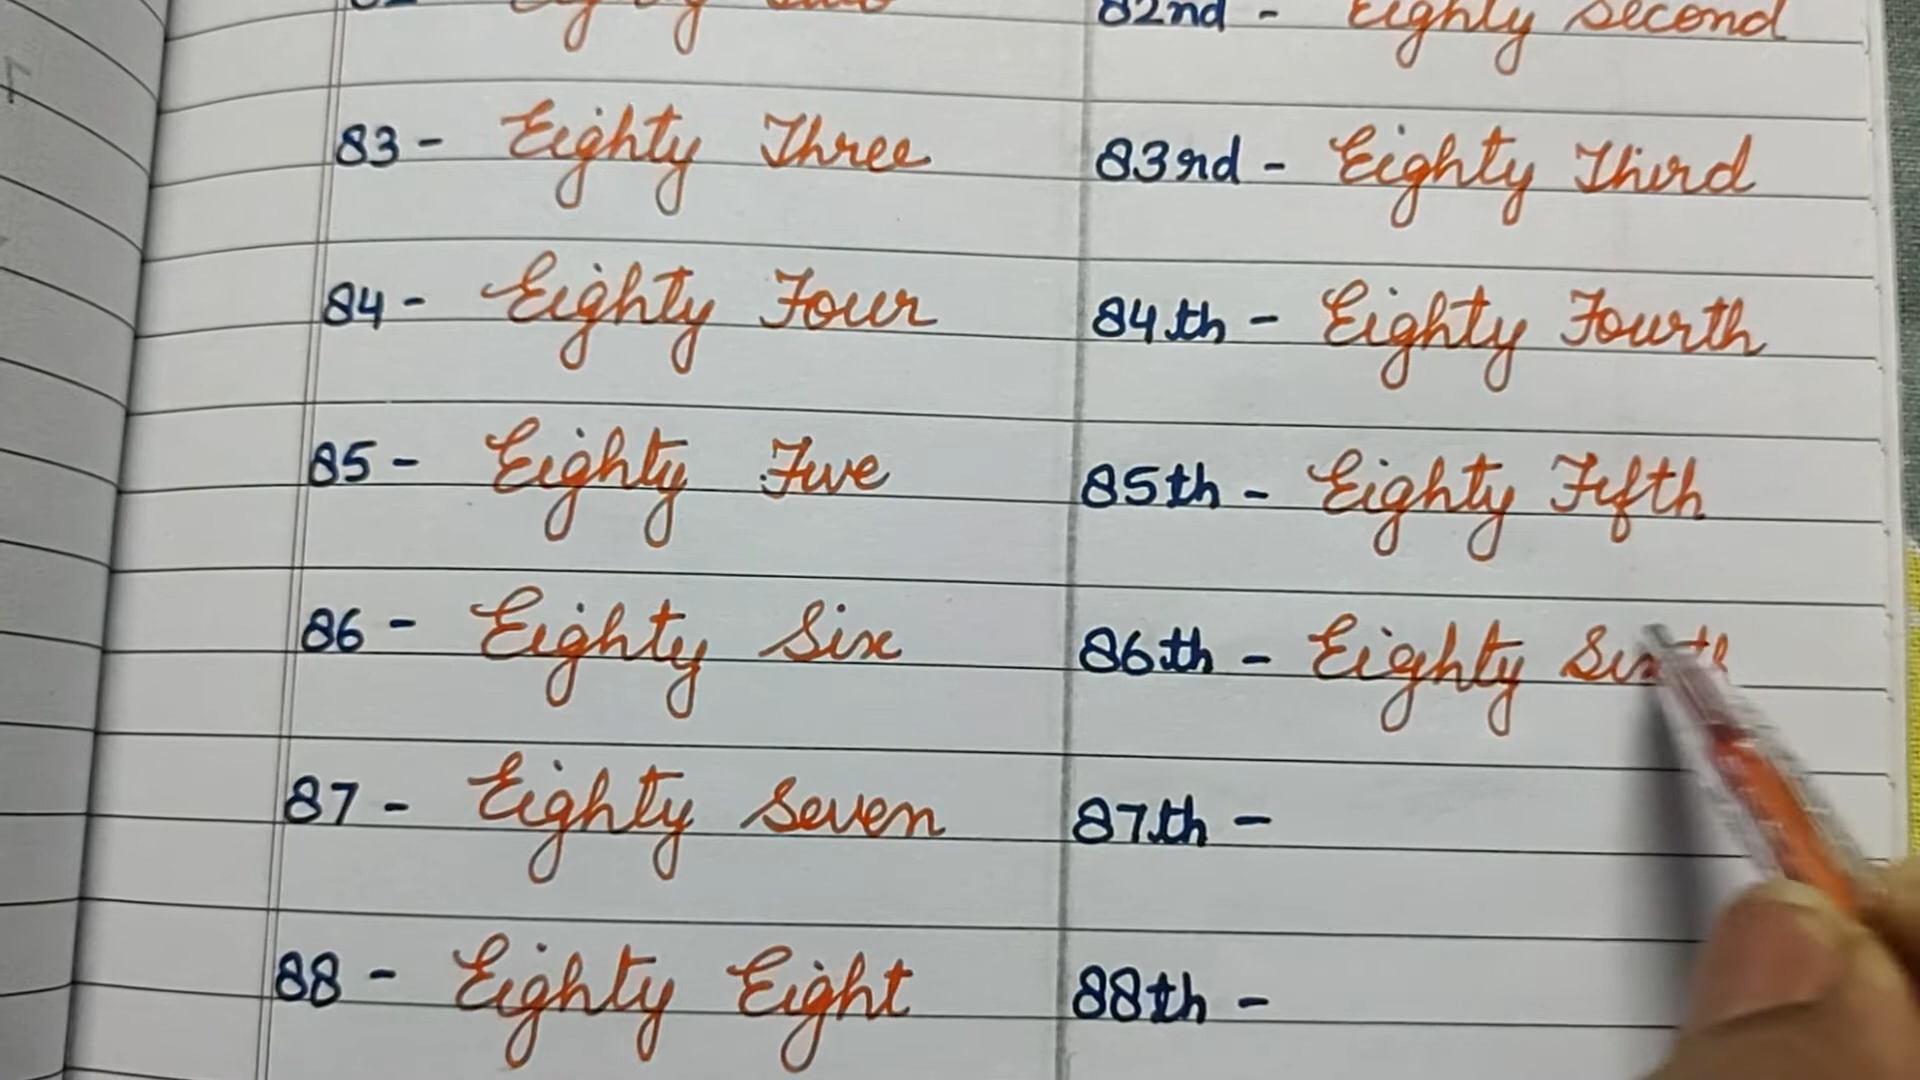 82nd - Eighty Second
83 - Eighty Three 83rd - Eighty Third
84 - Eighty Four 84th - Eighty Fourth
85 - Eighty Five 85th - Eighty Fifth
86 - Eighty Six 86th - Eighty Sixth
87 - Eighty Seven 87th -
88 - Eighty Eight 88th -